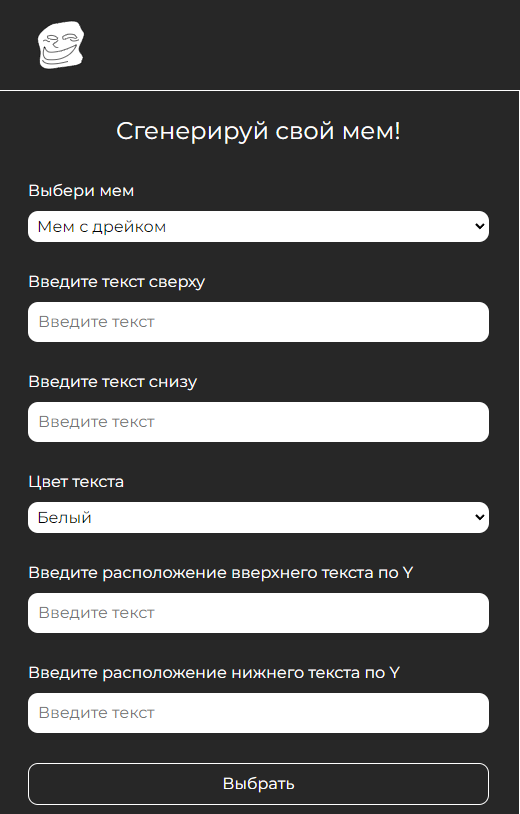 Сгенерируй свой мем!
Выбери мем
Мем с дрейком
Введите текст сверху
Введите текст
Введите текст снизу
Введите текст
Цвет текста
Белый
Введите расположение вверхнего текста по Y
Введите текст
Введите расположение нижнего текста по Y
Введите текст
Выбрать